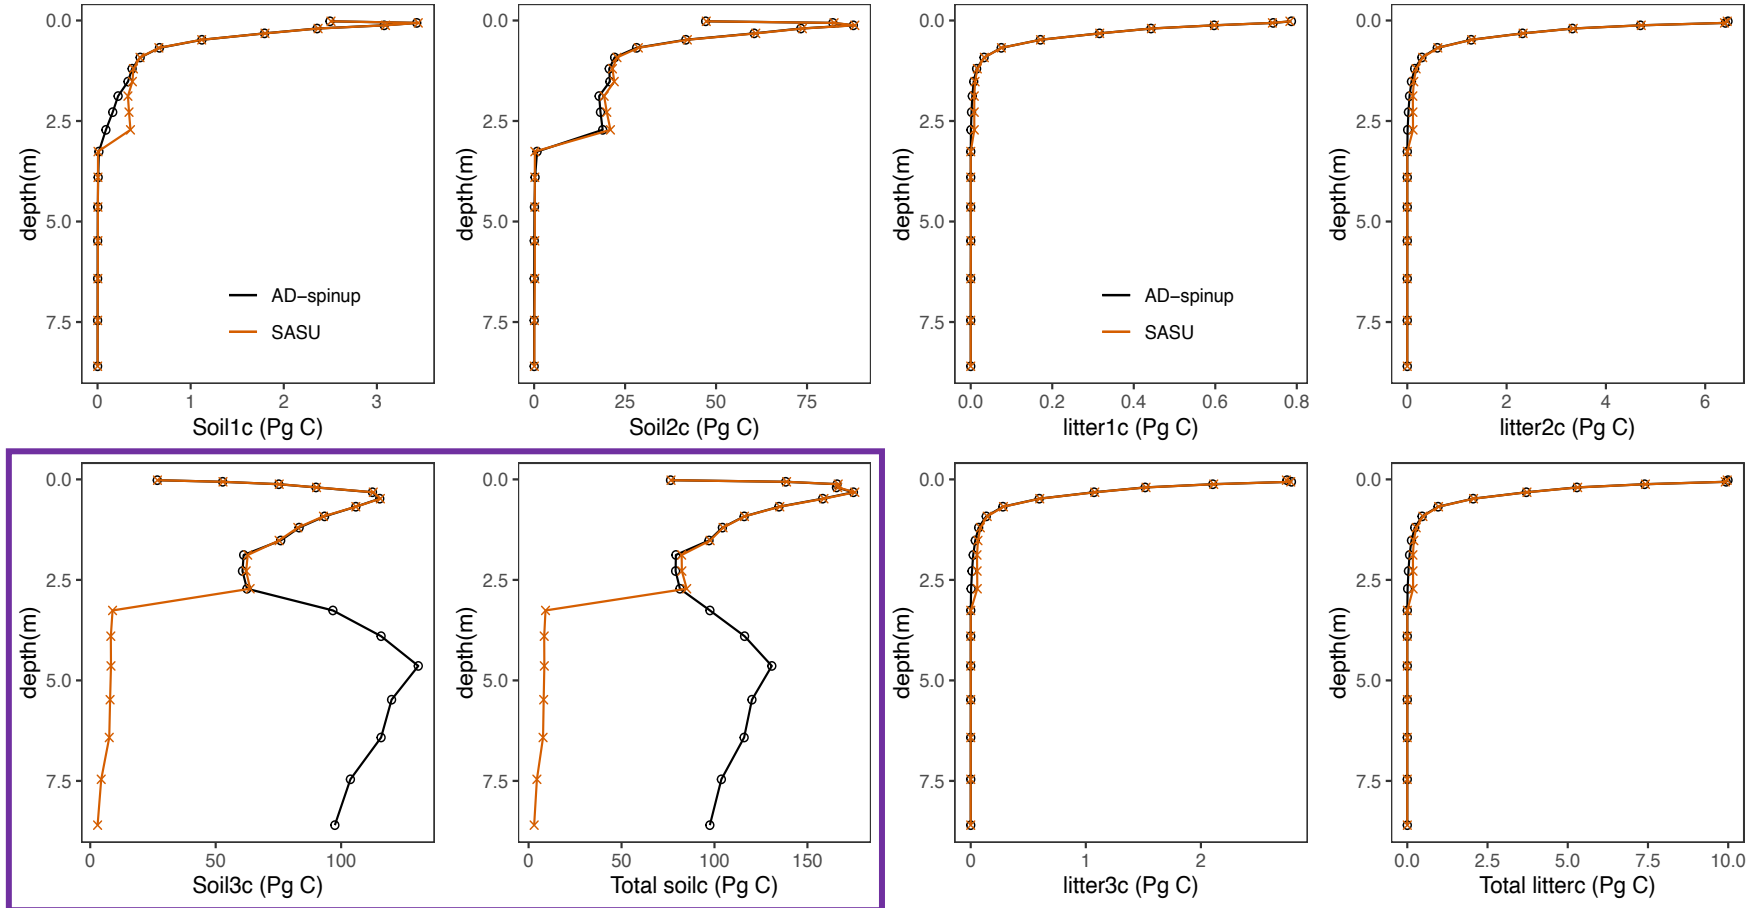 0.0
2.5
5.0
7.5
depth(m)
AD−spinup
SASU
0 1 2 3
Soil1c (Pg C)
0.0
2.5
5.0
7.5
depth(m)
0 25 50 75
Soil2c (Pg C)
0.0
2.5
5.0
7.5
depth(m)
AD−spinup
SASU
0.0 0.2 0.4 0.6 0.8
litter1c (Pg C)
0.0
2.5
5.0
7.5
depth(m)
0 2 4 6
litter2c (Pg C)
0.0
2.5
5.0
7.5
depth(m)
0 50 100
Soil3c (Pg C)
0.0
2.5
5.0
7.5
depth(m)
0 50 100 150
Total soilc (Pg C)
0.0
2.5
5.0
7.5
depth(m)
0 1 2
litter3c (Pg C)
0.0
2.5
5.0
7.5
depth(m)
0.0 2.5 5.0 7.5 10.0
Total litterc (Pg C)